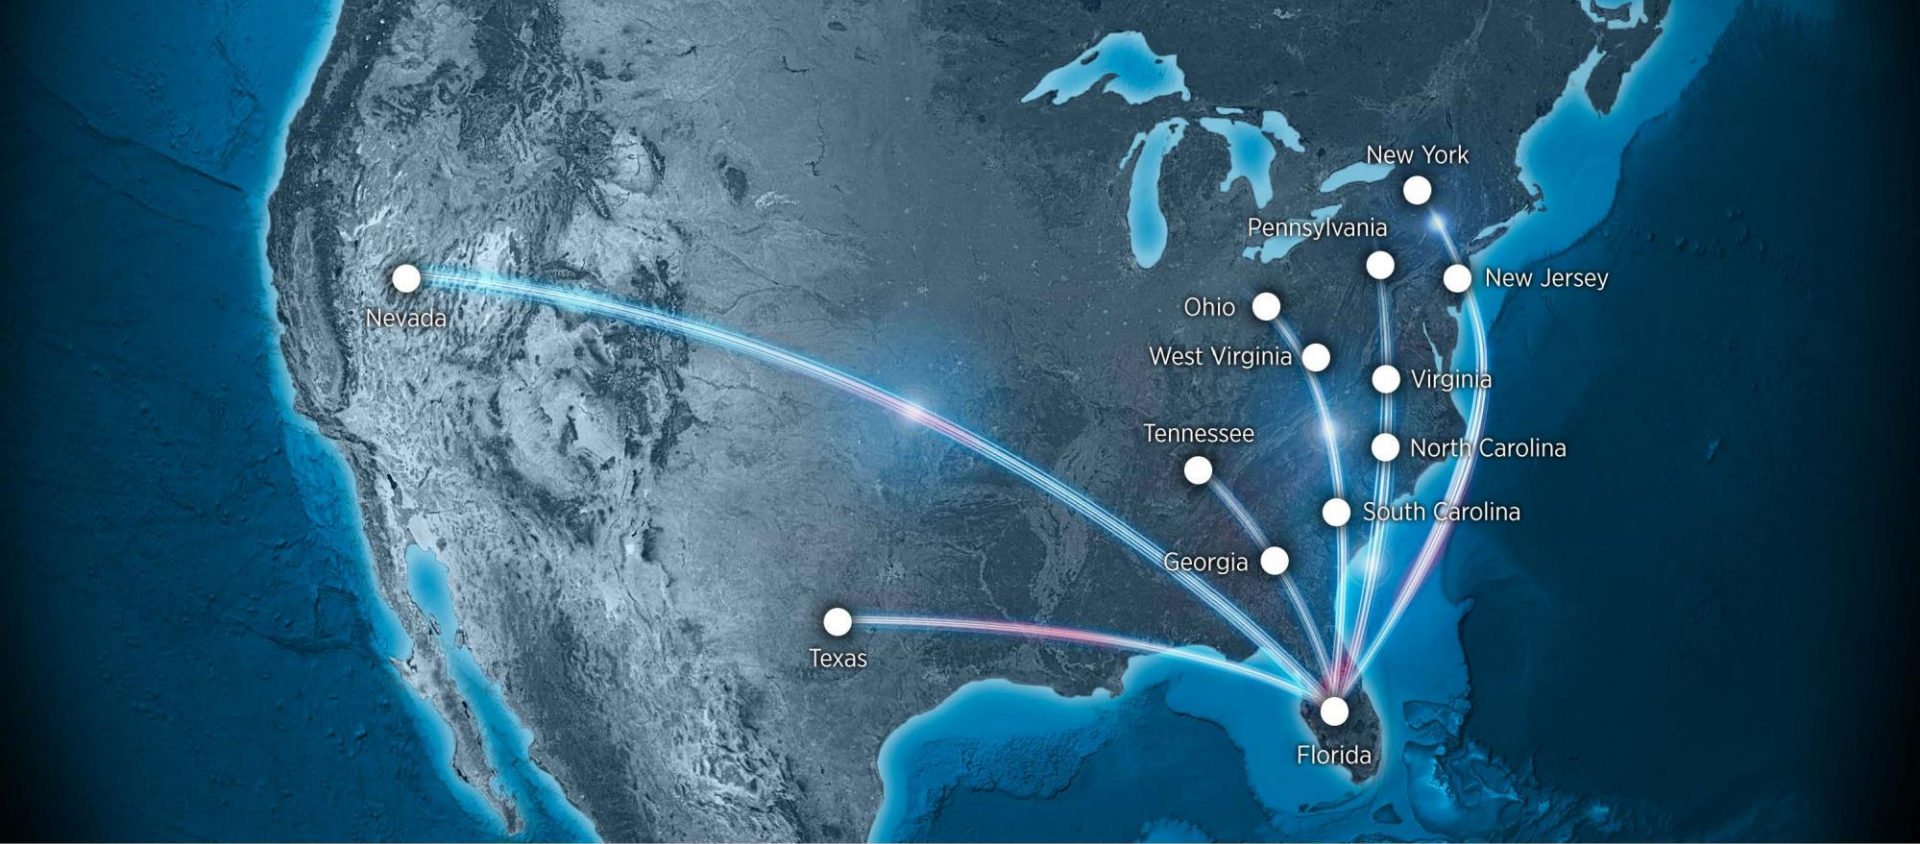 New York
Pennsylvania
New Jersey
Ohio
Nevada
West Virginia
Virginia
Tennessee
North Carolina
South Carolina
Georgia
Texas
Florida